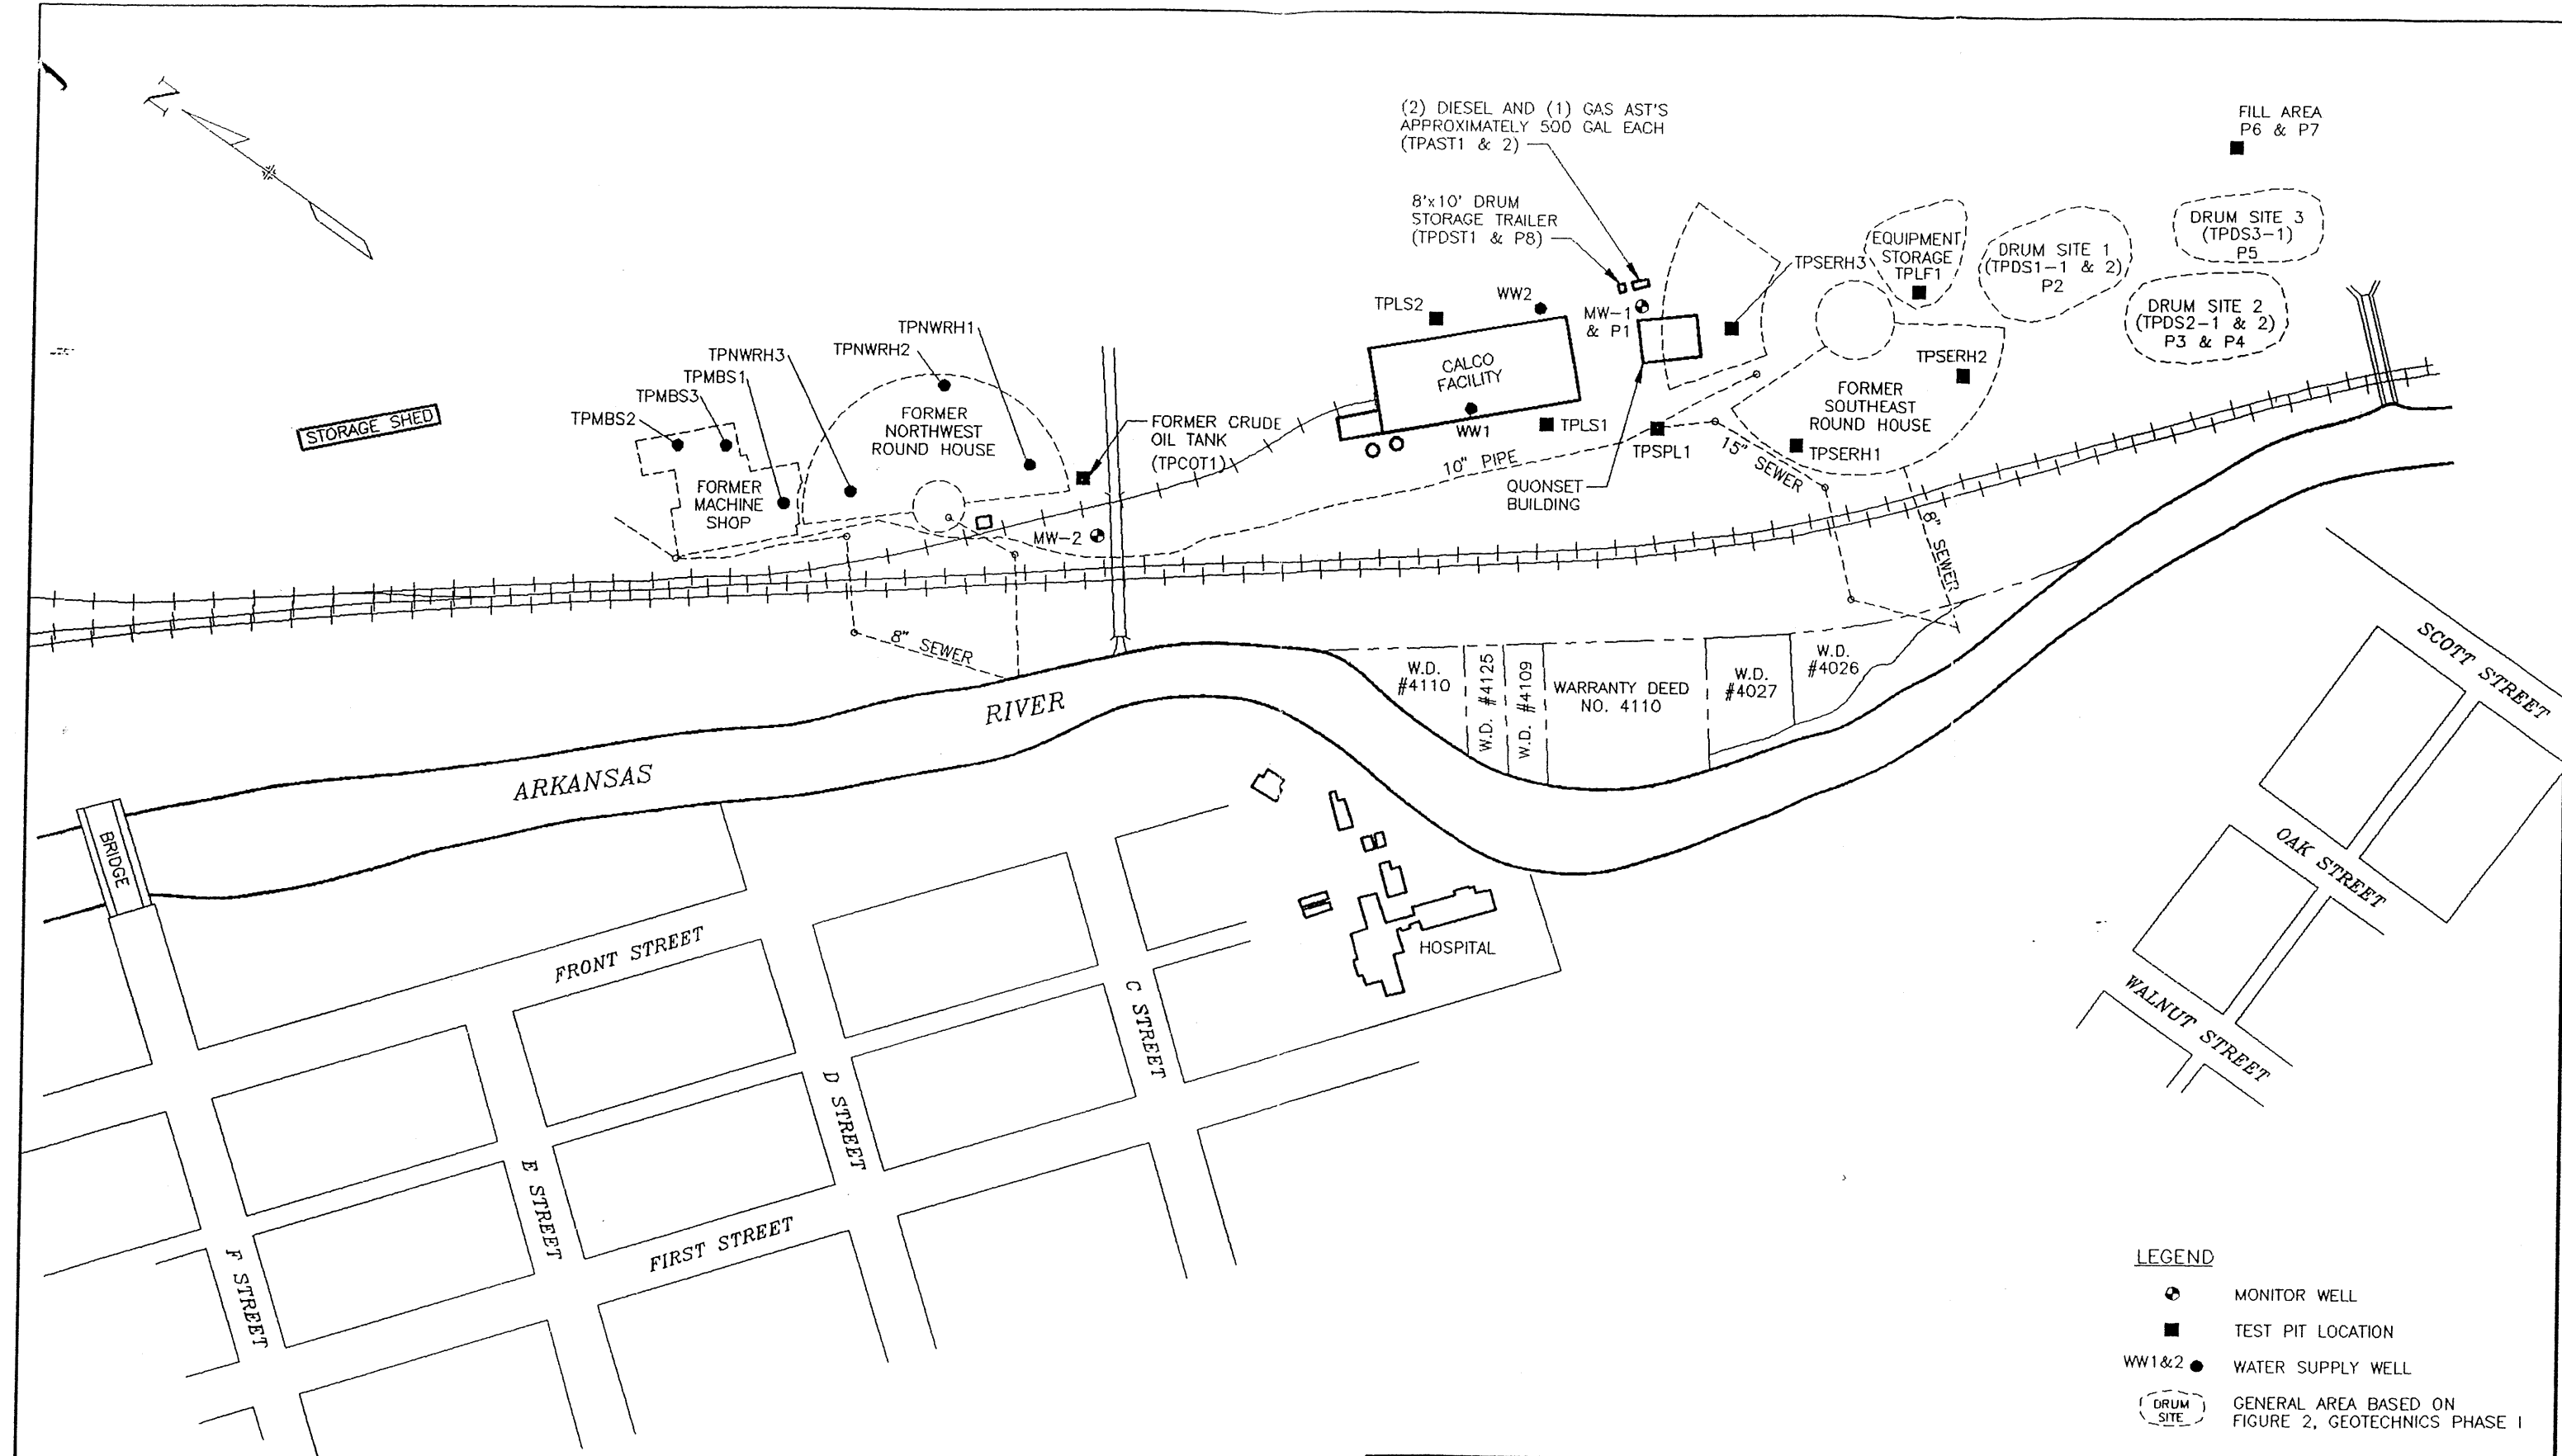 N
(2) DIESEL AND (1) GAS AST'S
APPROXIMATELY 500 GAL EACH
(TPAST1 & 2)
8'x10' DRUM
STORAGE TRAILER
(TPDST1 & P8)
FILL AREA
P6 & P7
DRUM SITE 3
(TPDS3-1)
P5
EQUIPMENT
STORAGE
TPLF1
DRUM SITE 1
(TPDS1-1 & 2)
P2
DRUM SITE 2
(TPDS2-1 & 2)
P3 & P4
TPSERH3
TPLS2
WW2
MW-1
& P1
CALCO
FACILITY
WW1
TPLS1
TPSERH2
FORMER
SOUTHEAST
ROUND HOUSE
TPSERH1
TPSPL1
15" SEWER
10" PIPE
QUONSET
BUILDING
8" SEWER
TPNWRH1
TPNWRH2
TPNWRH3
TPMBS1
TPMBS3
TPMBS2
STORAGE SHED
FORMER
NORTHWEST
ROUND HOUSE
FORMER CRUDE
OIL TANK
(TPCOT1)
FORMER
MACHINE
SHOP
MW-2
8" SEWER
W.D.
#4110
W.D. #4125
W.D. #4109
WARRANTY DEED
NO. 4110
W.D.
#4027
W.D.
#4026
ARKANSAS
RIVER
BRIDGE
SCOTT STREET
OAK STREET
WALNUT STREET
HOSPITAL
FRONT STREET
C STREET
D STREET
E STREET
F STREET
FIRST STREET
LEGEND
MONITOR WELL
TEST PIT LOCATION
WW1&2 WATER SUPPLY WELL
DRUM
SITE
GENERAL AREA BASED ON
FIGURE 2, GEOTECHNICS PHASE I